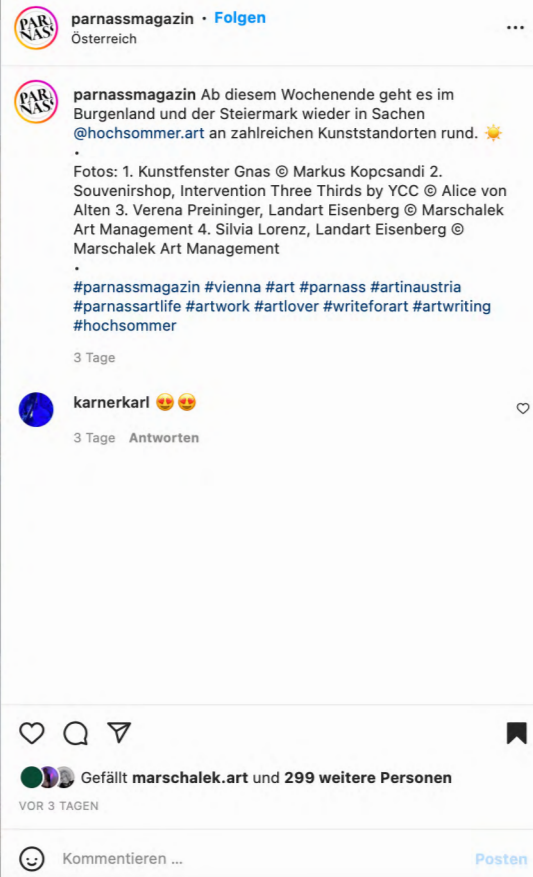 PAR
NAS
parnassmagazin • Folgen
Österreich
PAR
NAS
parnassmagazin Ab diesem Wochenende geht es im
Burgenland und der Steiermark wieder in Sachen
@hochsommer.art an zahlreichen Kunststandorten rund. ☀️
•
Fotos: 1. Kunstfenster Gnas © Markus Kopcsandi 2.
Souvenirshop, Intervention Three Thirds by YCC © Alice von
Alten 3. Verena Preininger, Landart Eisenberg © Marschalek
Art Management 4. Silvia Lorenz, Landart Eisenberg ©
Marschalek Art Management
•
#parnassmagazin #vienna #art #parnass #artinaustria
#parnassartlife #artwork #artlover #writeforart #artwriting
#hochsommer
3 Tage
karnerkarl 😍😍
3 Tage Antworten
Gefällt marschalek.art und 299 weitere Personen
VOR 3 TAGEN
Kommentieren ...
Posten